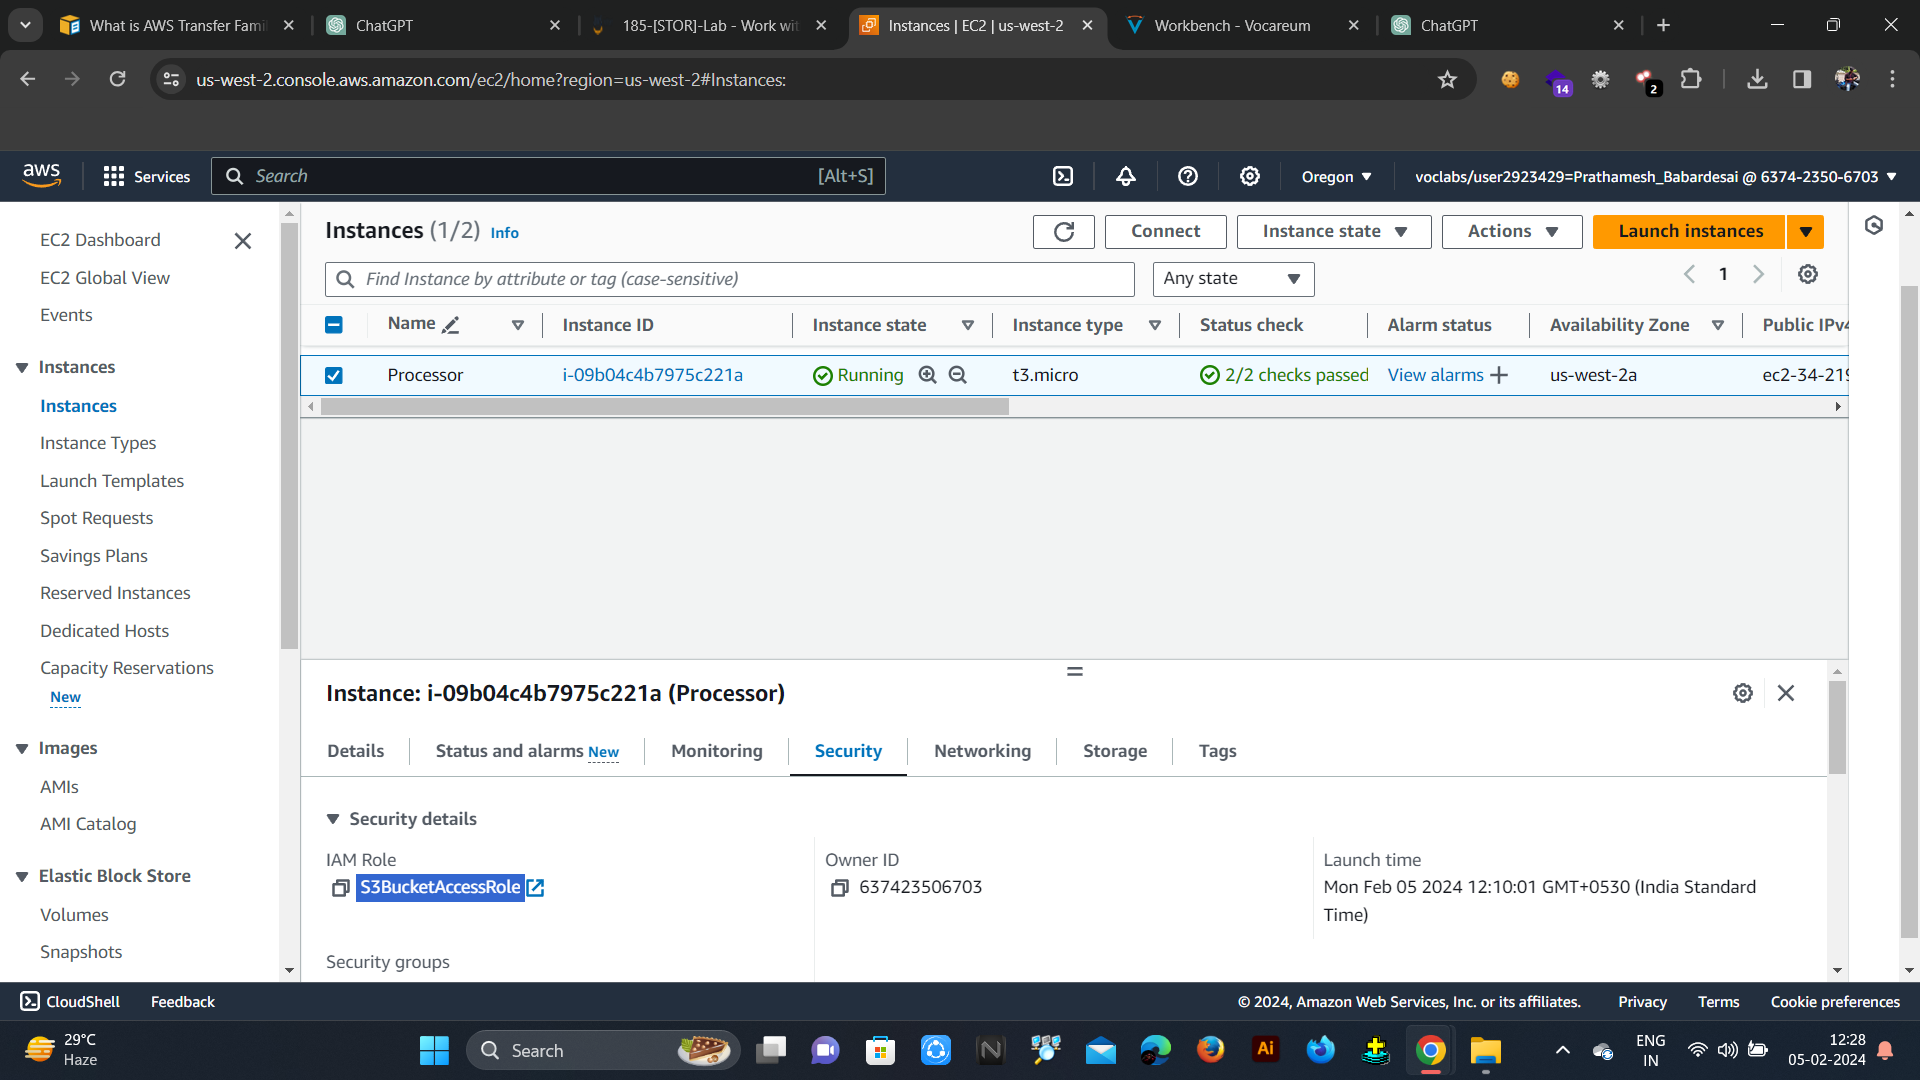 What is AWS Transfer Fami
ChatGPT
185-[STOR]-Lab - Work wit
Instances | EC2 | us-west-2
Workbench - Vocareum
ChatGPT
us-west-2.console.aws.amazon.com/ec2/home?region=us-west-2#Instances:
14
2
aws
Services
Search
[Alt+S]
Oregon
voclabs/user2923429=Prathamesh_Babardesai @ 6374-2350-6703
EC2 Dashboard
EC2 Global View
Events
Instances
Instances
Instance Types
Launch Templates
Spot Requests
Savings Plans
Reserved Instances
Dedicated Hosts
Capacity Reservations
New
Images
AMIs
AMI Catalog
Elastic Block Store
Volumes
Snapshots
Instances (1/2) Info
Connect
Instance state
Actions
Launch instances
Find Instance by attribute or tag (case-sensitive)
Any state
1
Name Instance ID Instance state Instance type Status check Alarm status Availability Zone Public IPv4
Processor i-09b04c4b7975c221a Running t3.micro 2/2 checks passed View alarms us-west-2a ec2-34-219
Instance: i-09b04c4b7975c221a (Processor)
Details
Status and alarms New
Monitoring
Security
Networking
Storage
Tags
Security details
IAM Role
S3BucketAccessRole
Owner ID
637423506703
Launch time
Mon Feb 05 2024 12:10:01 GMT+0530 (India Standard
Time)
Security groups
CloudShell
Feedback
© 2024, Amazon Web Services, Inc. or its affiliates.
Privacy
Terms
Cookie preferences
29°C
Haze
Search
N
Ai
ENG
IN
12:28
05-02-2024